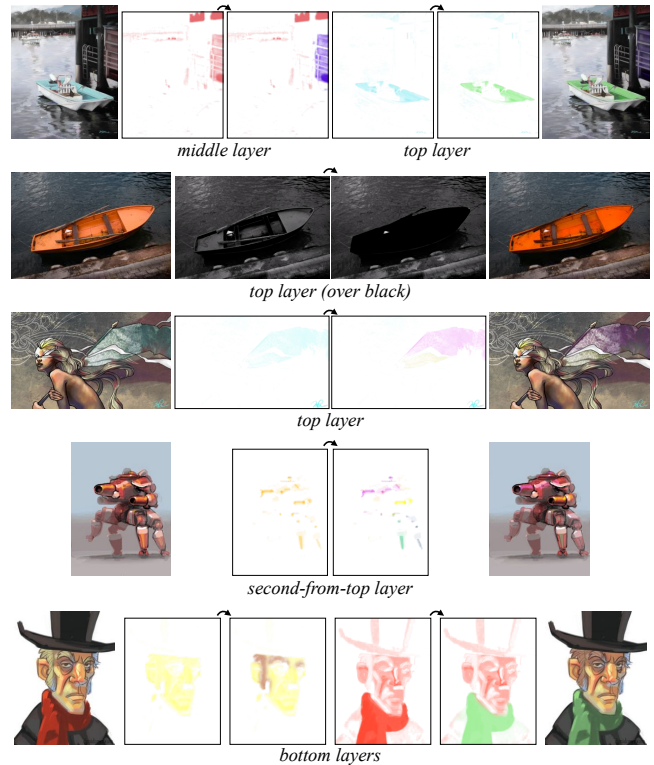 middle layer
top layer
top layer (over black)
top layer
second-from-top layer
bottom layers